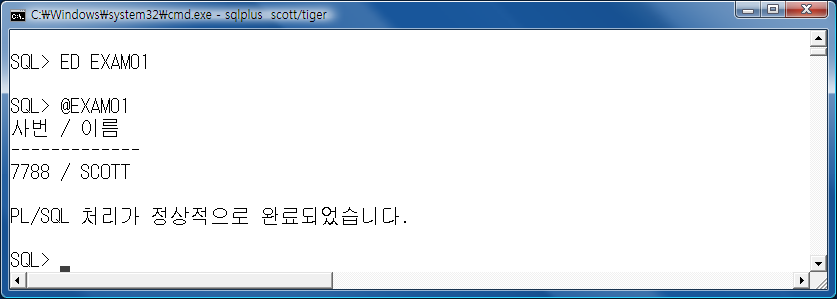 C:\Windows\system32\cmd.exe - sqlplus  scott/tiger
SQL> ED EXAM01
SQL> @EXAM01
사번 / 이름
-------------
7788 / SCOTT
PL/SQL 처리가 정상적으로 완료되었습니다.
SQL>